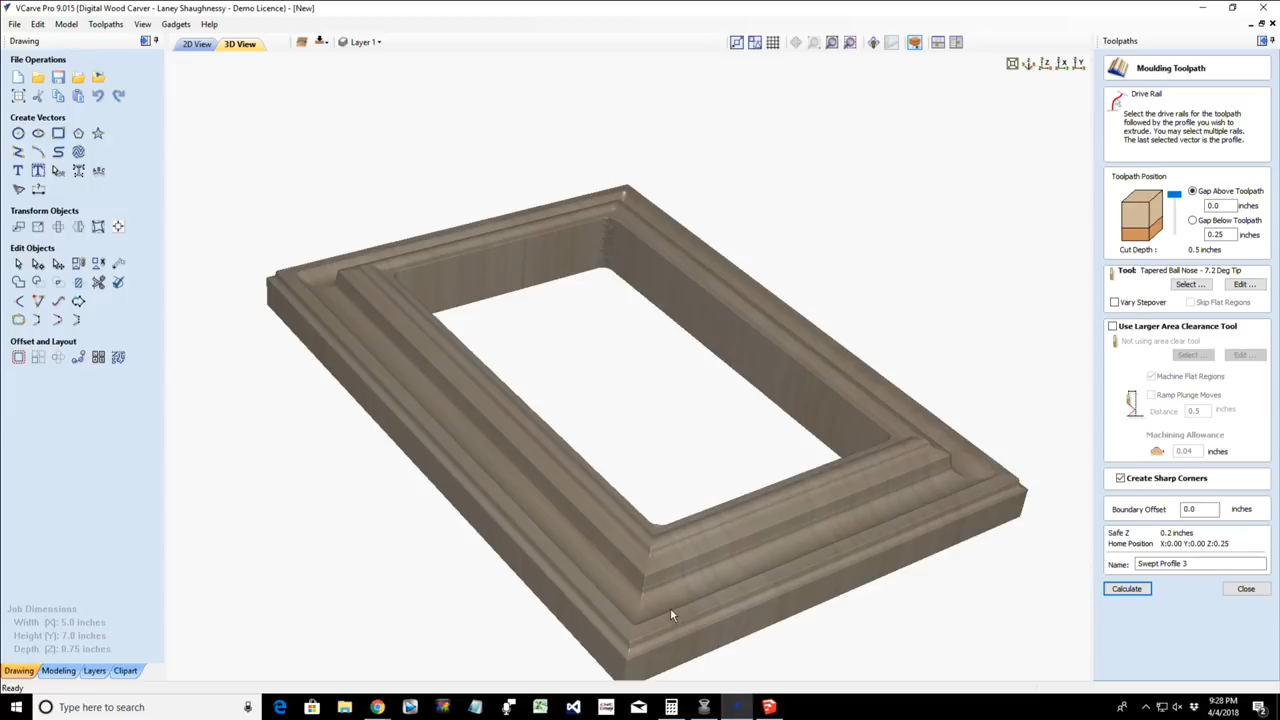 VCarve Pro 9.015 (Digital Wood Carver - Laney Shaughnessy - Demo Licence) - [New]
File Edit Model Toolpaths View Gadgets Help
Drawing
2D View 3D View
Layer 1
Toolpaths
File Operations
Create Vectors
Transform Objects
Edit Objects
Offset and Layout
Job Dimensions
Width (X): 5.0 inches
Height (Y): 7.0 inches
Depth (Z): 0.75 inches
Drawing Modeling Layers Clipart
Ready
Moulding Toolpath
Drive Rail
Select the drive rails for the toolpath
followed by the profile you wish to
extrude. You may select multiple rails.
The last selected vector is the profile.
Toolpath Position
Gap Above Toolpath
0.0 inches
Gap Below Toolpath
0.25 inches
Cut Depth : 0.5 inches
Tool: Tapered Ball Nose - 7.2 Deg Tip
Select ... Edit ...
Vary Stepover Skip Flat Regions
Use Larger Area Clearance Tool
Not using area clear tool
Select ... Edit ...
Machine Flat Regions
Ramp Plunge Moves
Distance 0.5 inches
Machining Allowance
0.04 inches
Create Sharp Corners
Boundary Offset 0.0 inches
Safe Z 0.2 inches
Home Position X:0.00 Y:0.00 Z:0.25
Name: Swept Profile 3
Calculate Close
Type here to search
9:28 PM
4/4/2018